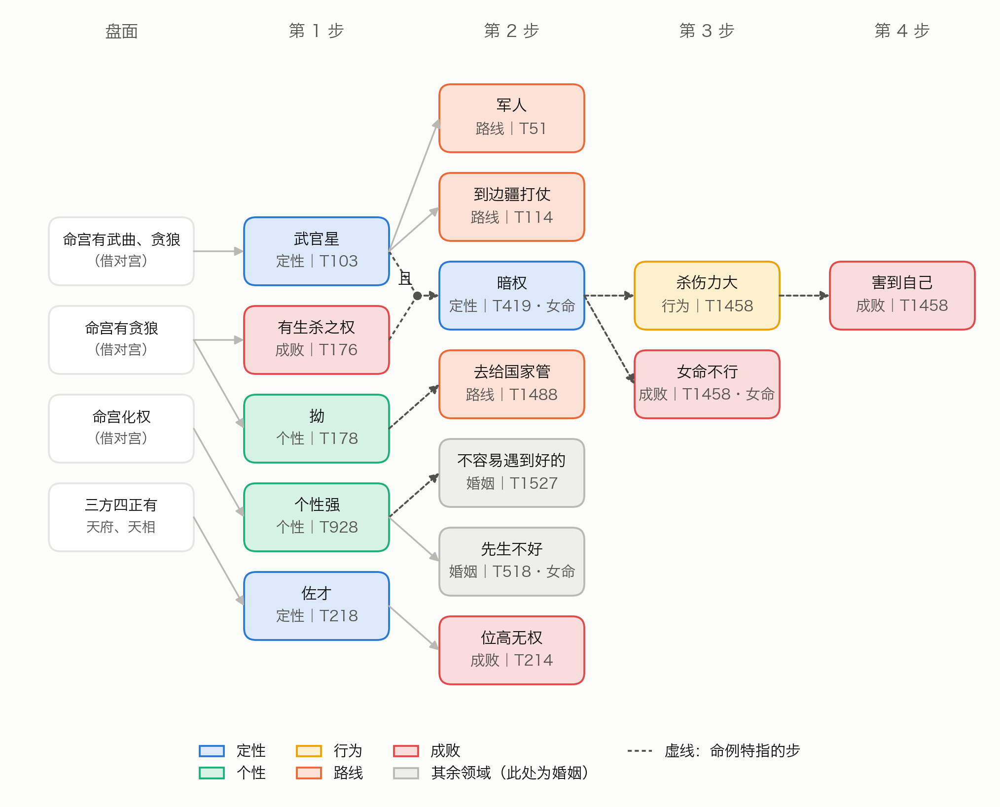 盘面
第 1 步
第 2 步
第 3 步
第 4 步
命宫有武曲、贪狼
（借对宫）
命宫有贪狼
（借对宫）
命宫化权
（借对宫）
三方四正有
天府、天相
武官星
定性｜T103
有生杀之权
成败｜T176
拗
个性｜T178
个性强
个性｜T928
佐才
定性｜T218
且
军人
路线｜T51
到边疆打仗
路线｜T114
暗权
定性｜T419・女命
去给国家管
路线｜T1488
不容易遇到好的
婚姻｜T1527
先生不好
婚姻｜T518・女命
位高无权
成败｜T214
杀伤力大
行为｜T1458
女命不行
成败｜T1458・女命
害到自己
成败｜T1458
定性
行为
成败
虚线：命例特指的步
个性
路线
其余领域（此处为婚姻）